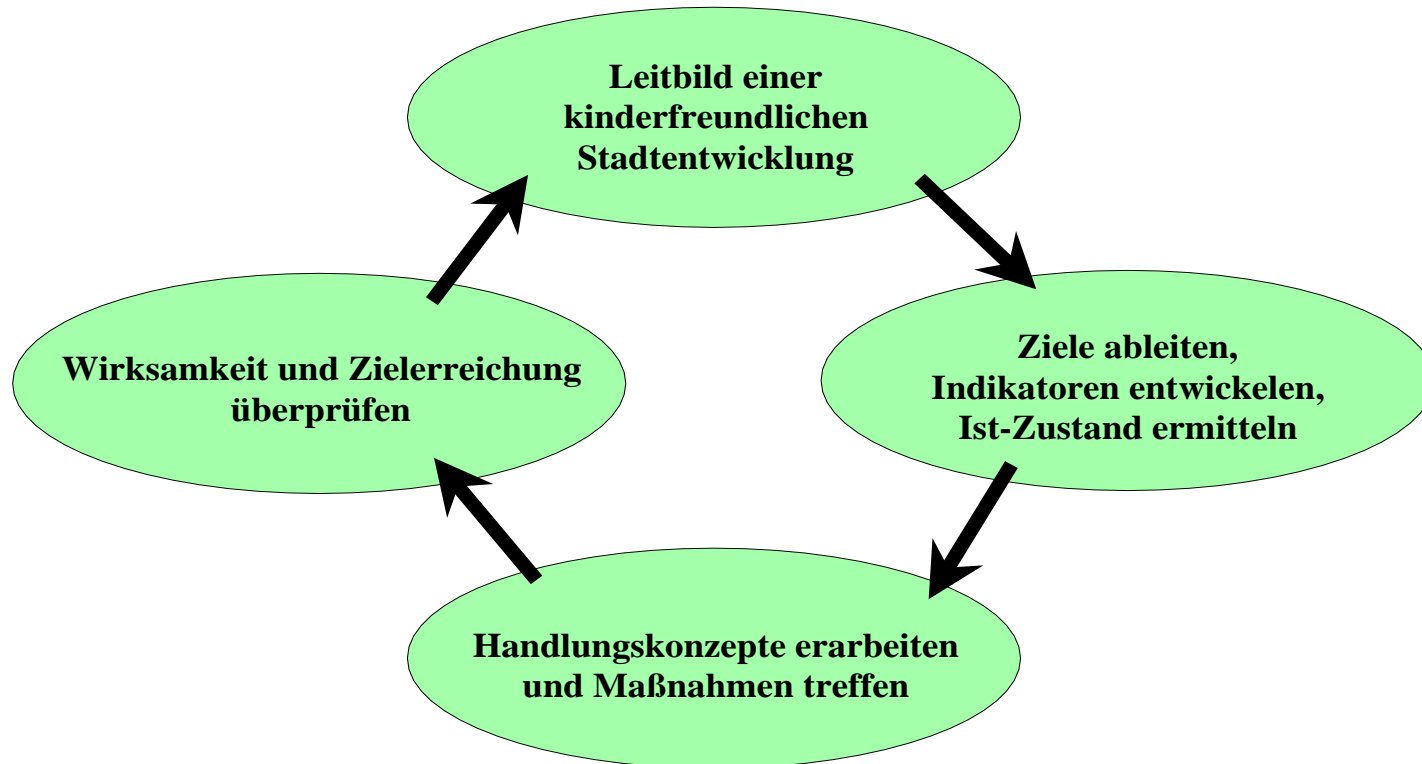 Leitbild einer
kinderfreundlichen
Stadtentwicklung
Ziele ableiten,
Indikatoren entwickelen,
Ist-Zustand ermitteln
Handlungskonzepte erarbeiten
und Maßnahmen treffen
Wirksamkeit und Zielerreichung
überprüfen